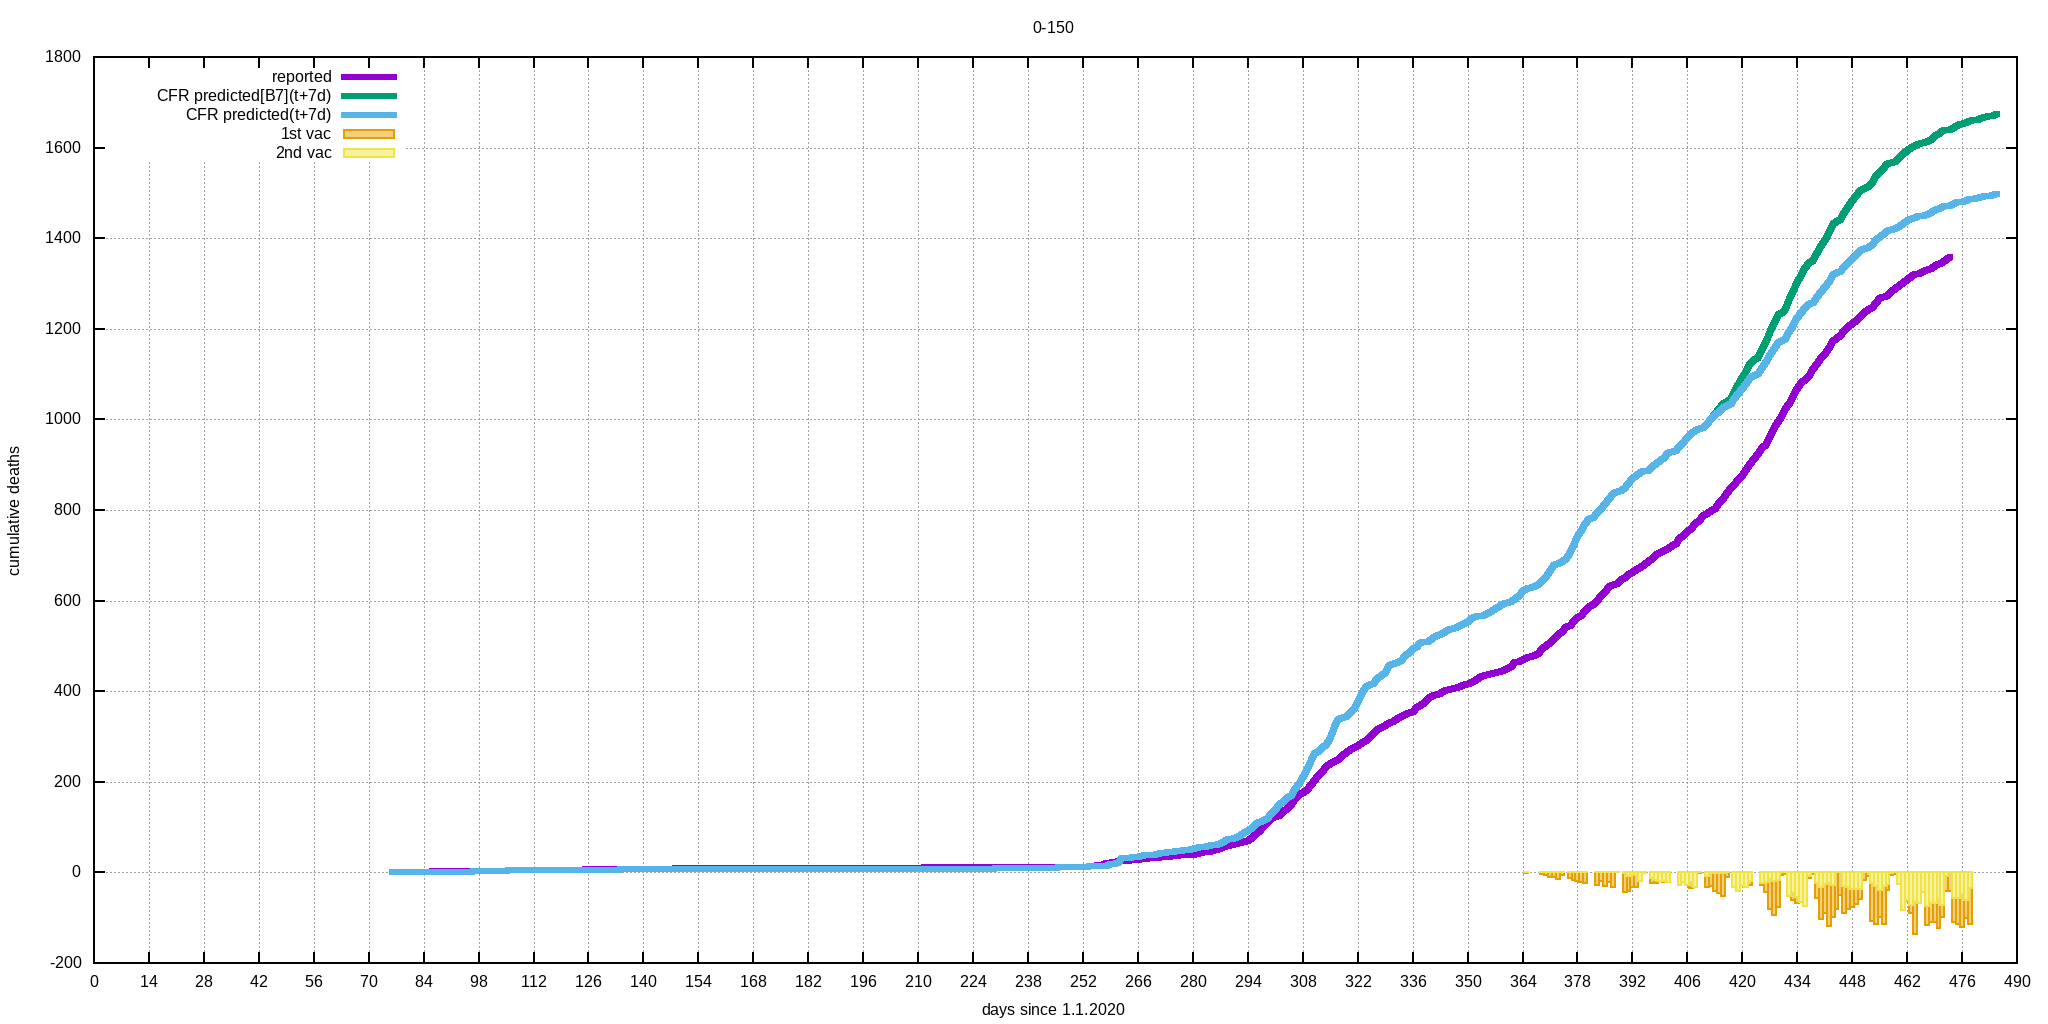 0-150
1800
1600
1400
1200
1000
800
600
400
200
0
-200
cumulative deaths
reported
CFR predicted[B7](t+7d)
CFR predicted(t+7d)
1st vac
2nd vac
0 14 28 42 56 70 84 98 112 126 140 154 168 182 196 210 224 238 252 266 280 294 308 322 336 350 364 378 392 406 420 434 448 462 476 490
days since 1.1.2020